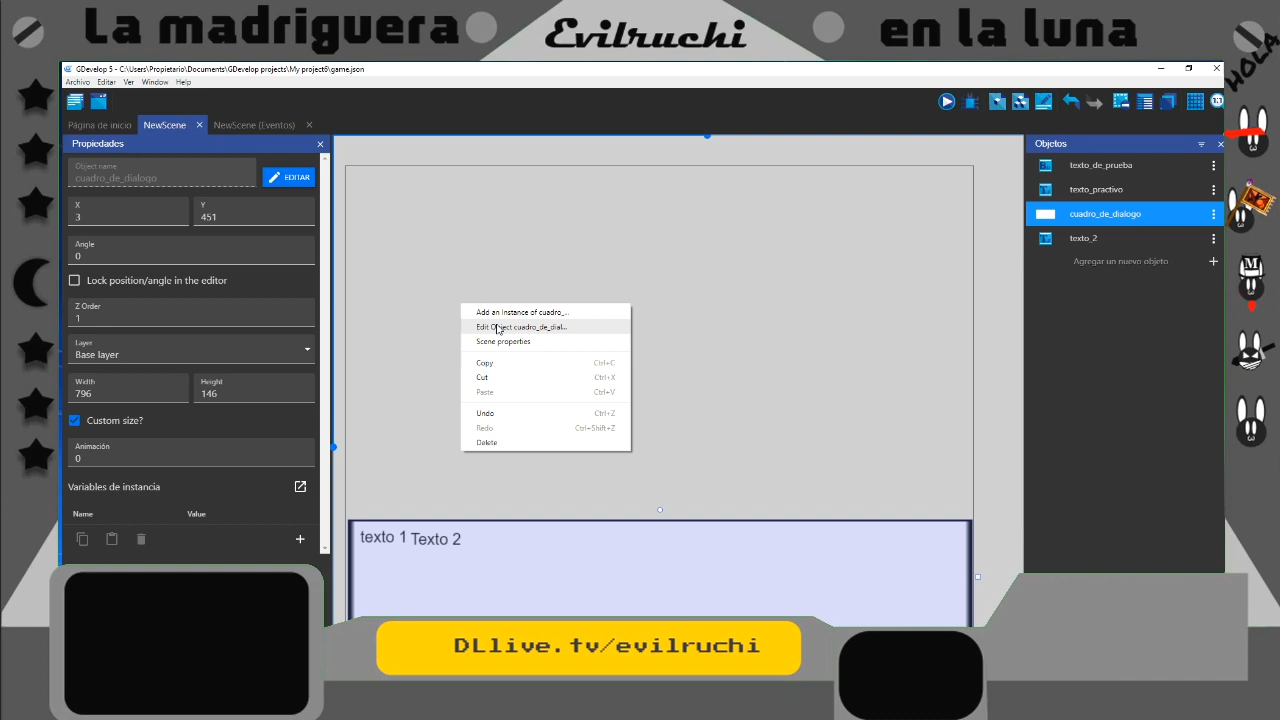 La madriguera
Evilruchi
en la luna
HOLA
GDevelop 5 - C:\Users\Propietario\Documents\GDevelop projects\My project6\game.json
Archivo Editar Ver Window Help
1:1
Página de inicio
NewScene
NewScene (Eventos)
Propiedades
Object name
cuadro_de_dialogo
EDITAR
X
3
Y
451
Angle
0
Lock position/angle in the editor
Z Order
1
Layer
Base layer
Width
796
Height
146
Custom size?
Animación
0
Variables de instancia
Name
Value
Add an Instance of cuadro_...
Edit Object cuadro_de_dial...
Scene properties
Copy Ctrl+C
Cut Ctrl+X
Paste Ctrl+V
Undo Ctrl+Z
Redo Ctrl+Shift+Z
Delete
texto 1 Texto 2
Objetos
texto_de_prueba
texto_practivo
cuadro_de_dialogo
texto_2
Agregar un nuevo objeto
M
DLlive.tv/evilruchi